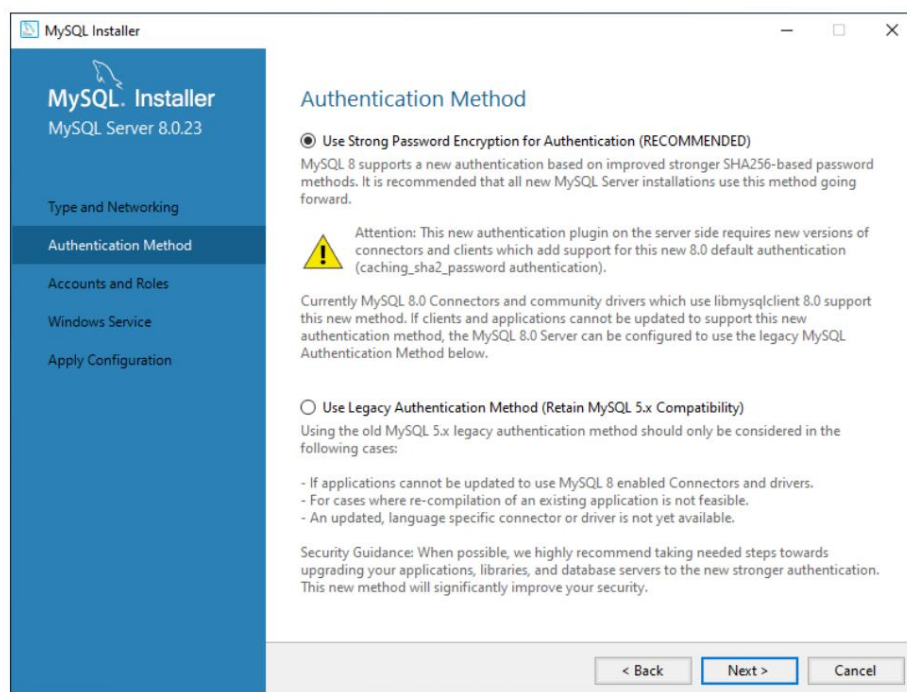 MySQL Installer
MySQL. Installer
MySQL Server 8.0.23
Type and Networking
Authentication Method
Accounts and Roles
Windows Service
Apply Configuration
Authentication Method
Use Strong Password Encryption for Authentication (RECOMMENDED)
MySQL 8 supports a new authentication based on improved stronger SHA256-based password
methods. It is recommended that all new MySQL Server installations use this method going
forward.
Attention: This new authentication plugin on the server side requires new versions of
connectors and clients which add support for this new 8.0 default authentication
(caching_sha2_password authentication).
Currently MySQL 8.0 Connectors and community drivers which use libmysqlclient 8.0 support
this new method. If clients and applications cannot be updated to support this new
authentication method, the MySQL 8.0 Server can be configured to use the legacy MySQL
Authentication Method below.
Use Legacy Authentication Method (Retain MySQL 5.x Compatibility)
Using the old MySQL 5.x legacy authentication method should only be considered in the
following cases:
- If applications cannot be updated to use MySQL 8 enabled Connectors and drivers.
- For cases where re-compilation of an existing application is not feasible.
- An updated, language specific connector or driver is not yet available.
Security Guidance: When possible, we highly recommend taking needed steps towards
upgrading your applications, libraries, and database servers to the new stronger authentication.
This new method will significantly improve your security.
< Back
Next >
Cancel